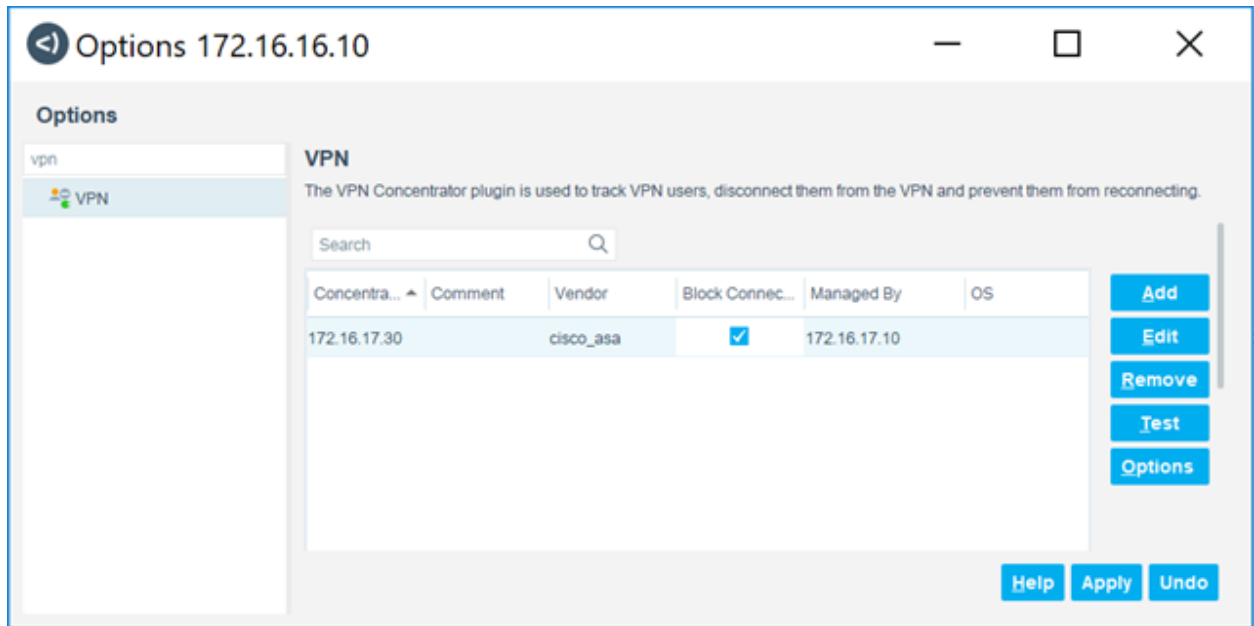 Options 172.16.16.10
Options
vpn
VPN
VPN
The VPN Concentrator plugin is used to track VPN users, disconnect them from the VPN and prevent them from reconnecting.
Search
Concentra... Comment Vendor Block Connec... Managed By OS
172.16.17.30 cisco_asa 172.16.17.10
Add
Edit
Remove
Test
Options
Help Apply Undo